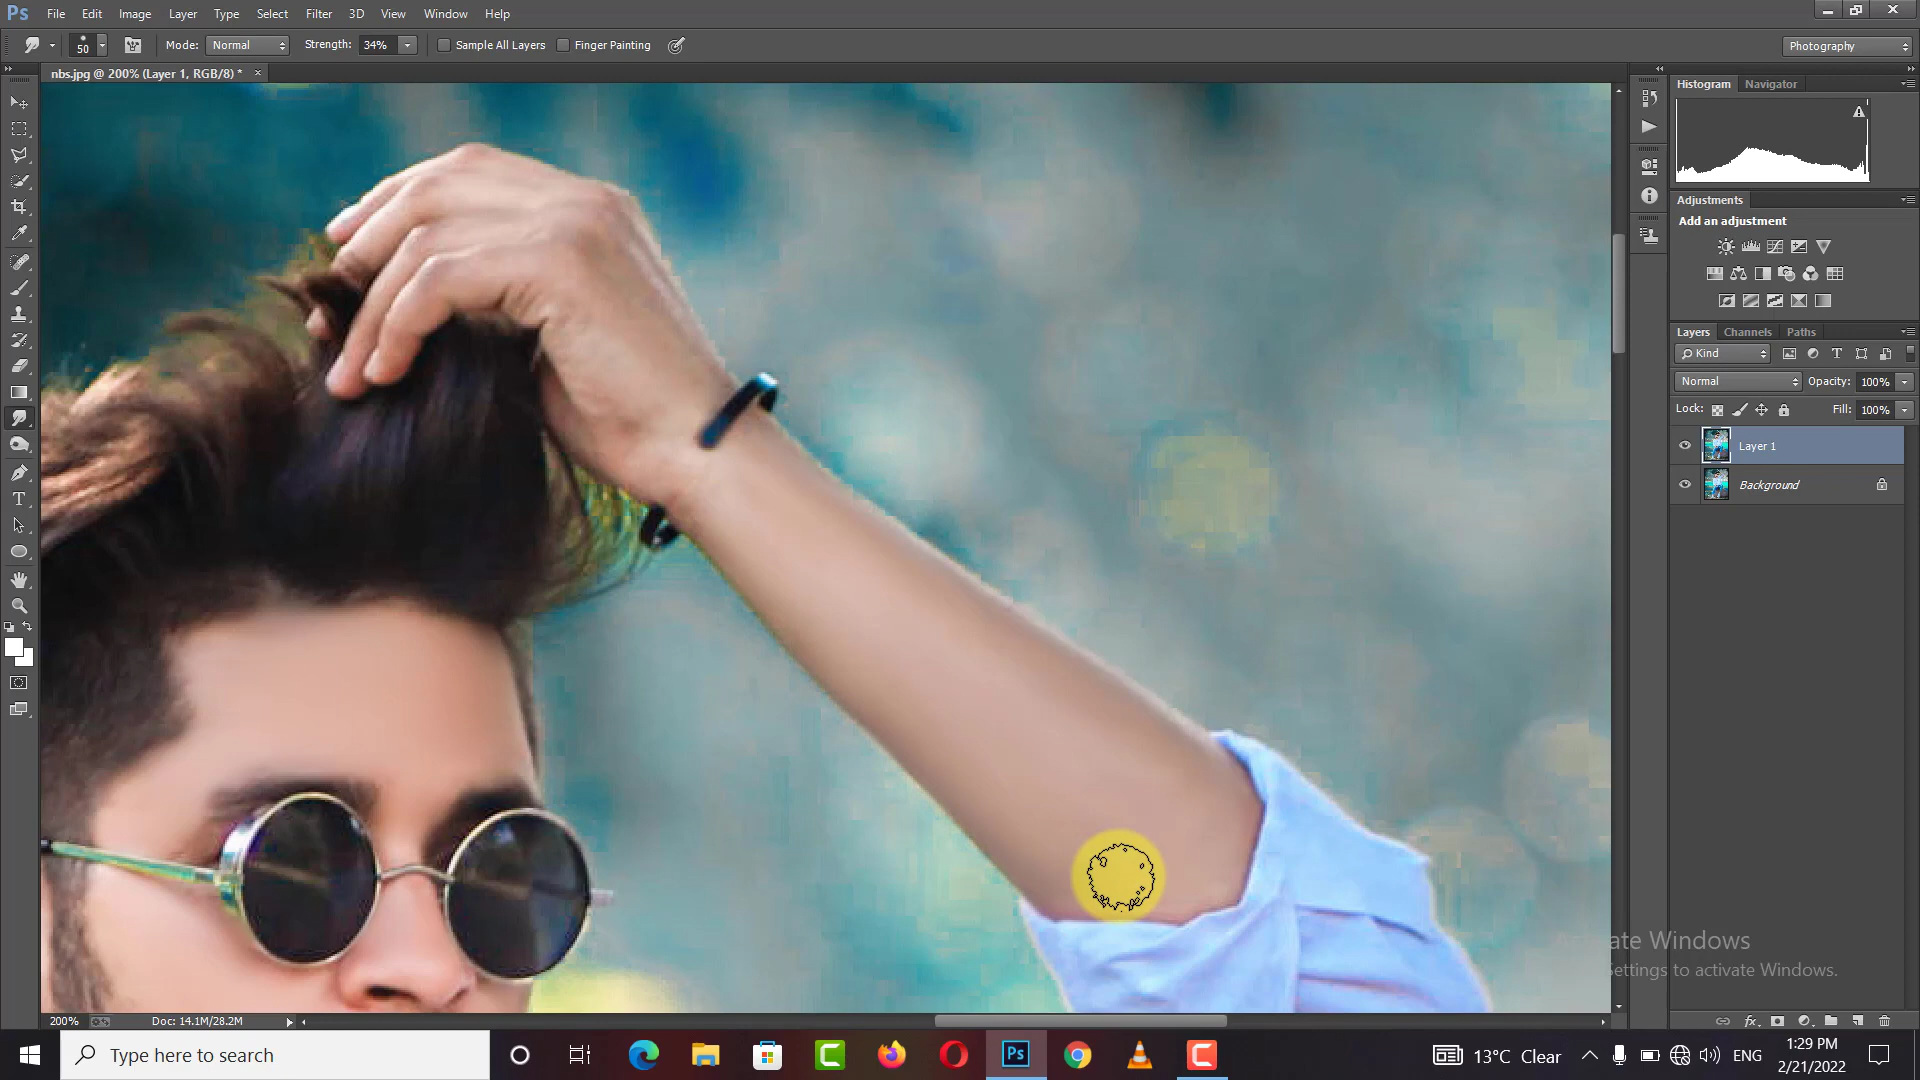 Ps File Edit Image Layer Type Select Filter 3D View Window Help
50 Mode: Normal Strength: 34% Sample All Layers Finger Painting Photography
nbs.jpg @ 200% (Layer 1, RGB/8) * ×
Histogram Navigator
Adjustments
Add an adjustment
Layers Channels Paths
Kind
Normal Opacity: 100%
Lock: Fill: 100%
Layer 1
Background
ate Windows
Settings to activate Windows.
200% Doc: 14.1M/28.2M
Type here to search
Ps
13°C Clear
ENG
1:29 PM
2/21/2022